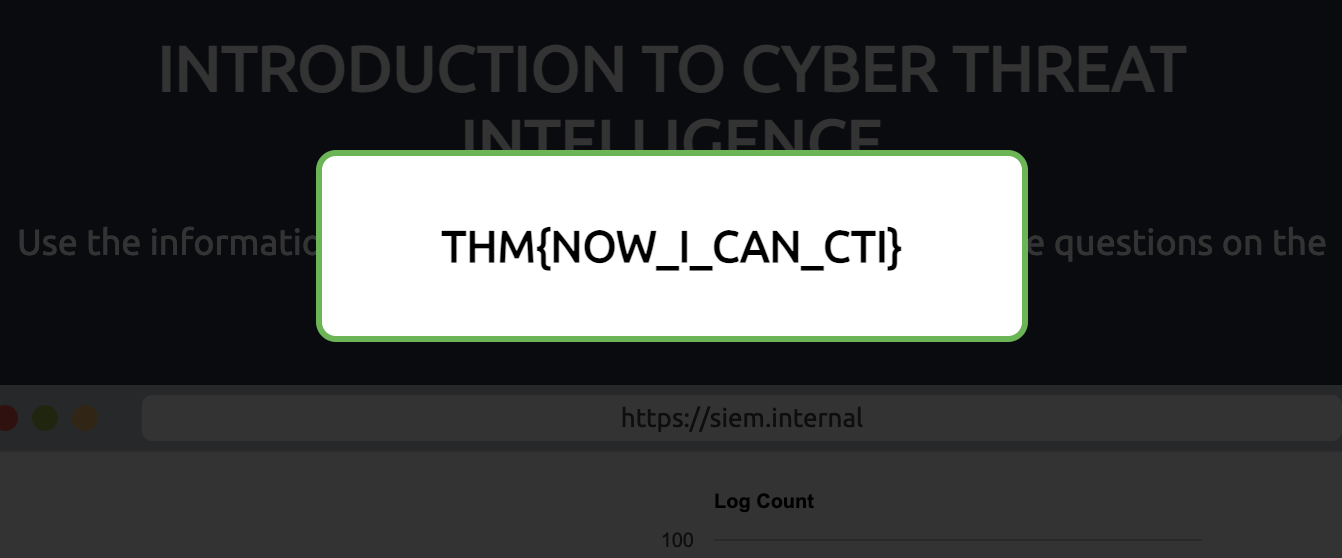 INTRODUCTION TO CYBER THREAT
INTELLIGENCE
THM{NOW_I_CAN_CTI}
Use the informatio
e questions on the
https://siem.internal
Log Count
100